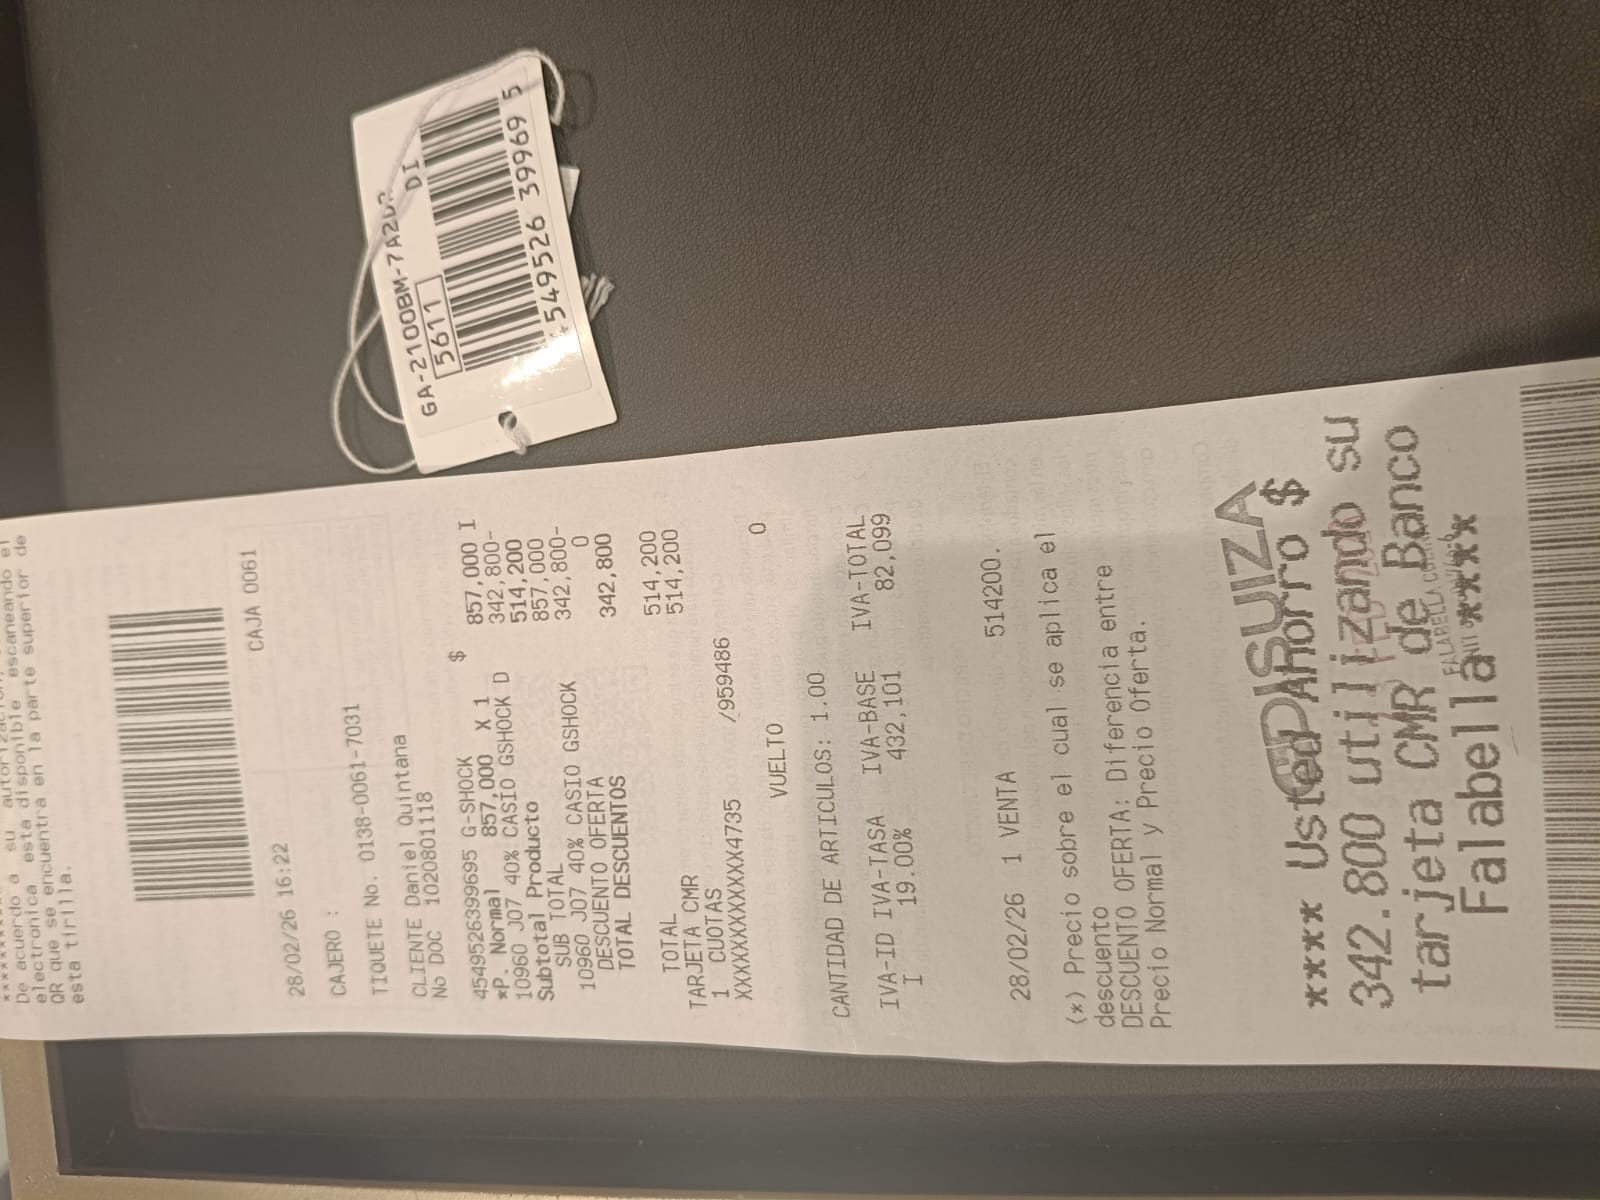 De acuerdo a su autorizacion,
electronica esta disponible escaneando el
QR que se encuentra en la parte superior de
esta tirilla.
CAJA 0061
28/02/26 16:22
CAJERO :
TIQUETE No. 0138-0061-7031
CLIENTE Daniel Quintana
No DOC 1020801118
$
4549526399695 G-SHOCK 857,000 I
*P. Normal 857,000 X 1 342,800-
10960 J07 40% CASIO GSHOCK D 514,200
Subtotal Producto 857,000
SUB TOTAL 342,800-
10960 J07 40% CASIO GSHOCK 0
DESCUENTO OFERTA 342,800
TOTAL DESCUENTOS
TOTAL 514,200
TARJETA CMR 514,200
1 CUOTAS
XXXXXXXXXXXX4735 /959486
VUELTO 0
CANTIDAD DE ARTICULOS: 1.00
IVA-ID IVA-TASA IVA-BASE IVA-TOTAL
I 19.00% 432,101 82,099
28/02/26 1 VENTA 514200.
(*) Precio sobre el cual se aplica el
descuento
DESCUENTO OFERTA: Diferencia entre
Precio Normal y Precio Oferta.
DISUIZA
**** Usted Ahorro $
342.800 utilizando su
tarjeta CMR de Banco
Falabella ****
FALABELLA
GA-2100BM-7A
5611 DI
4 549526 39969 5